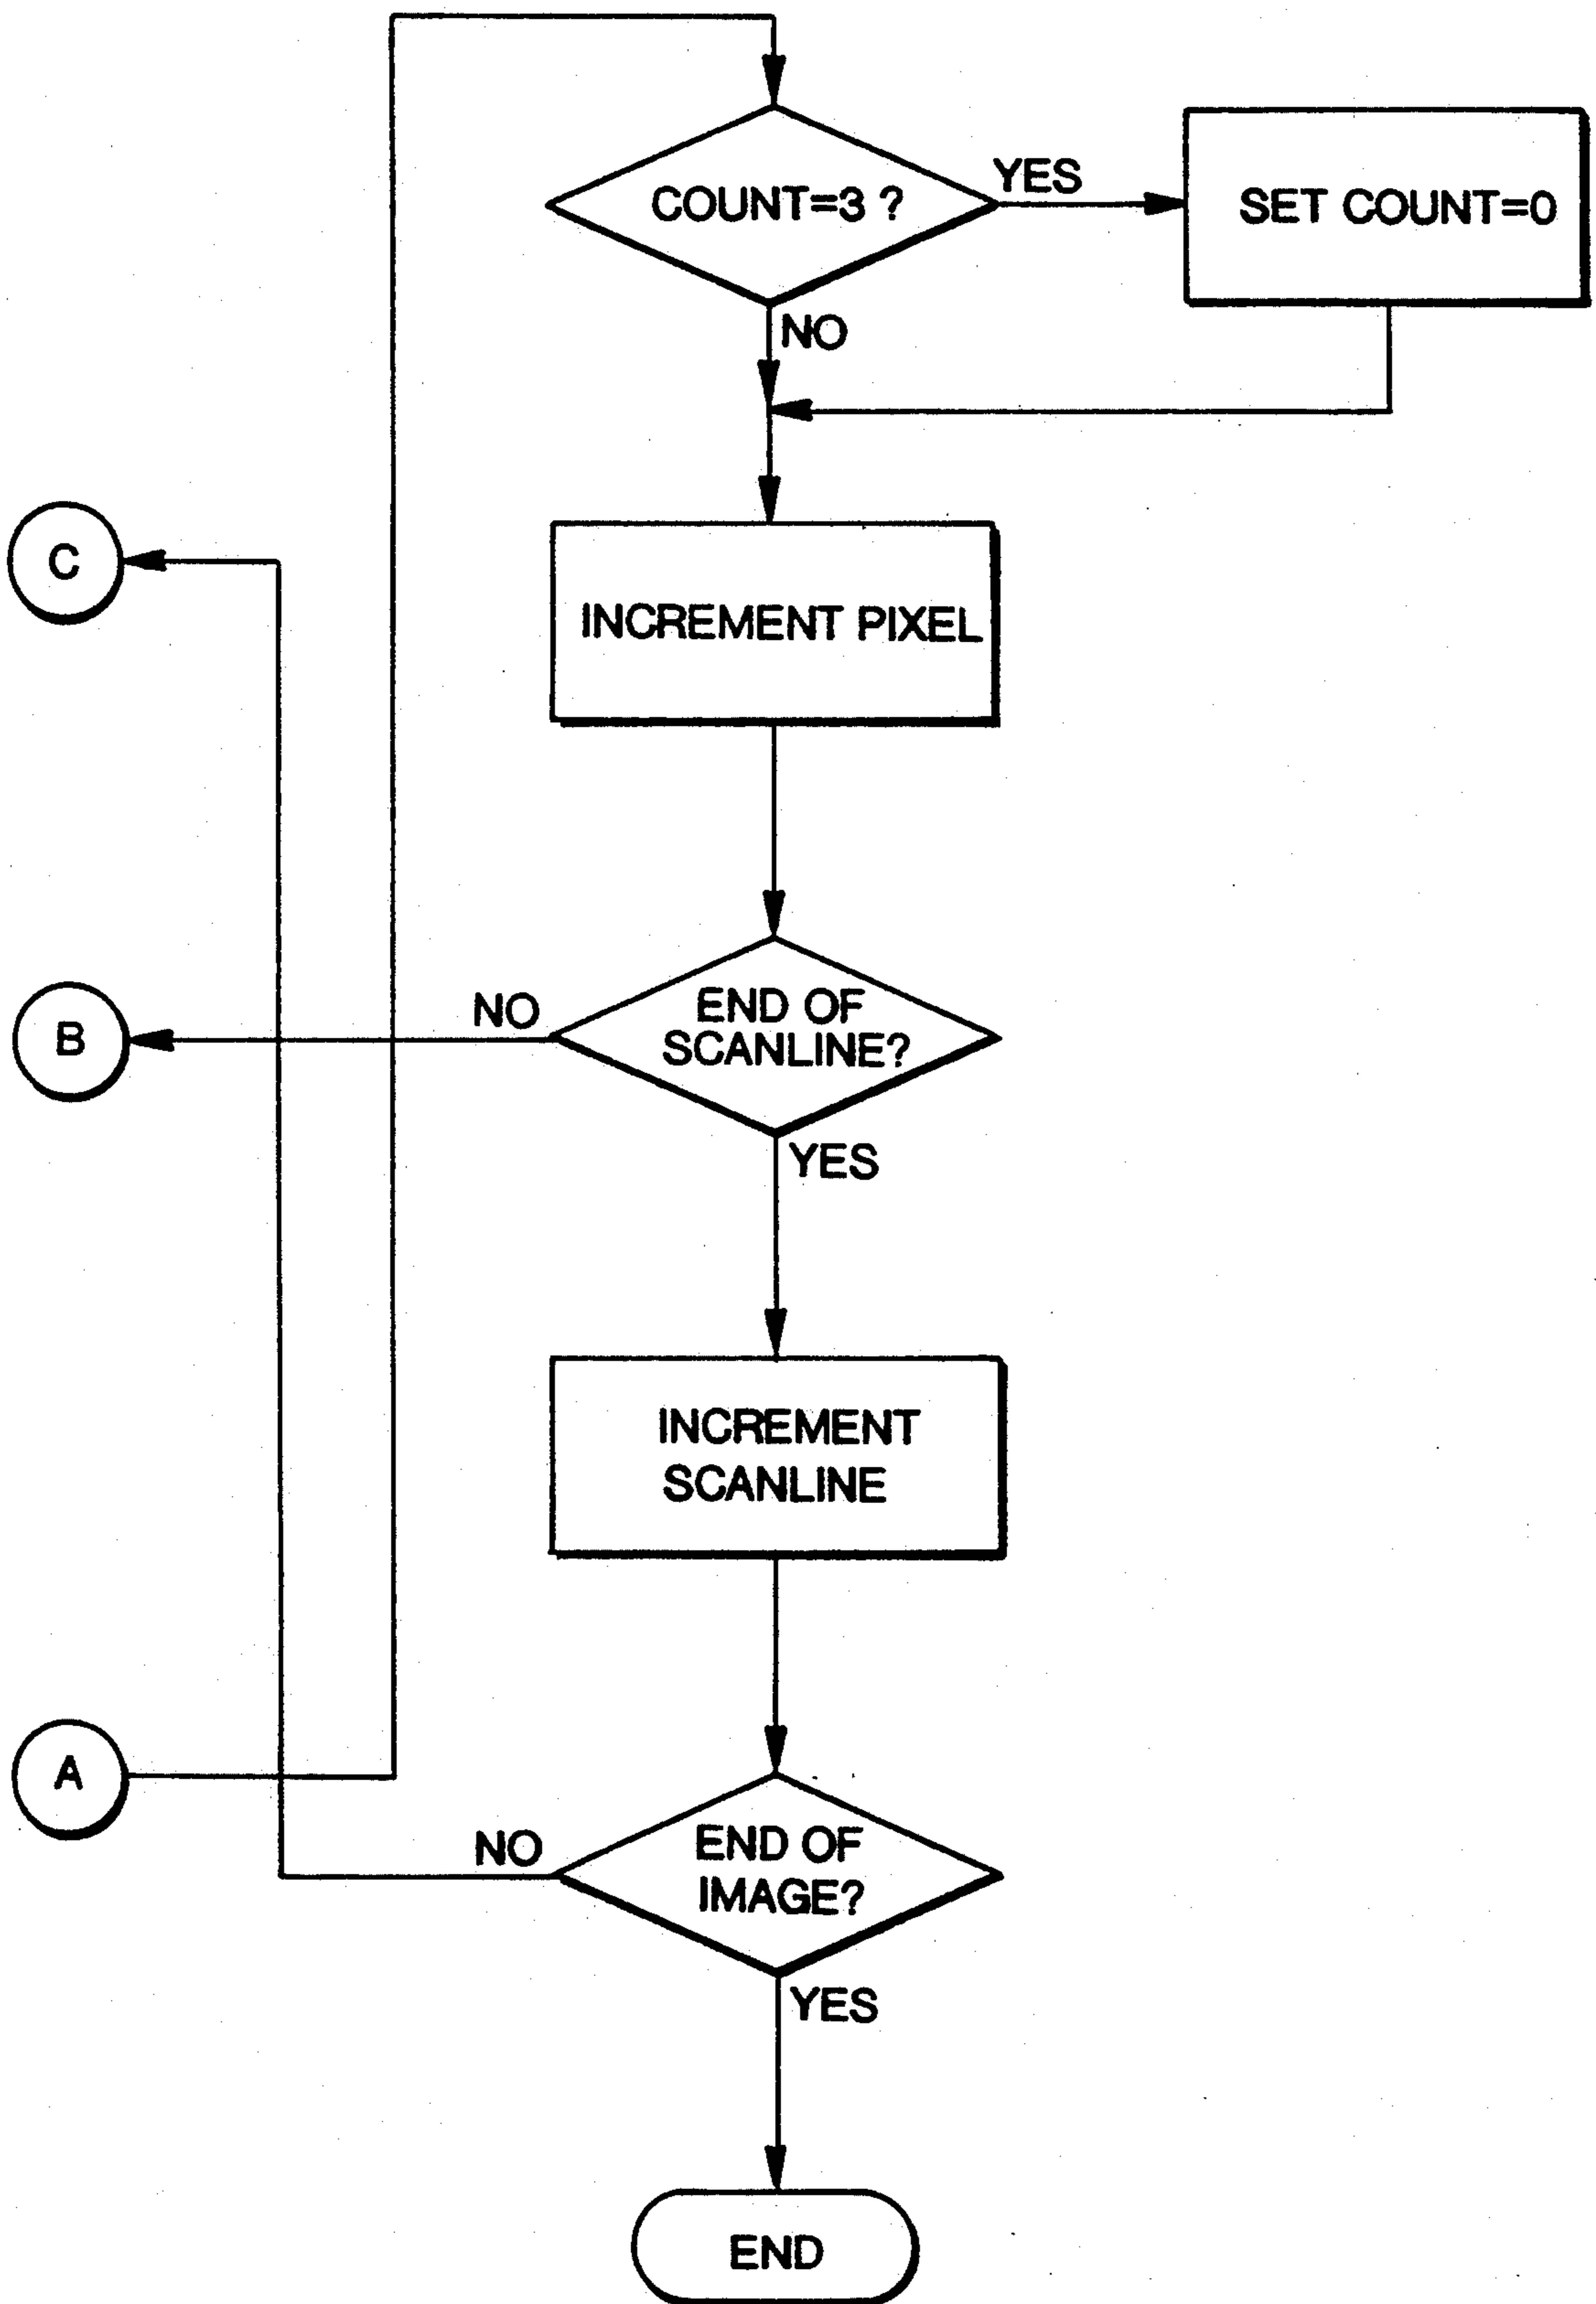 COUNT=3 ?
YES
SET COUNT=0
NO
C
INCREMENT PIXEL
B
NO
END OF
SCANLINE?
YES
INCREMENT
SCANLINE
A
NO
END OF
IMAGE?
YES
END